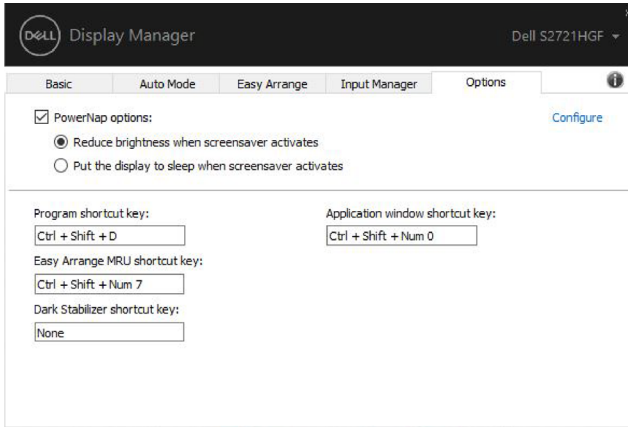 DELL Display Manager
Dell S2721HGF
Basic
Auto Mode
Easy Arrange
Input Manager
Options
PowerNap options:
Configure
Reduce brightness when screensaver activates
Put the display to sleep when screensaver activates
Program shortcut key:
Application window shortcut key:
Ctrl + Shift + D
Ctrl + Shift + Num 0
Easy Arrange MRU shortcut key:
Ctrl + Shift + Num 7
Dark Stabilizer shortcut key:
None